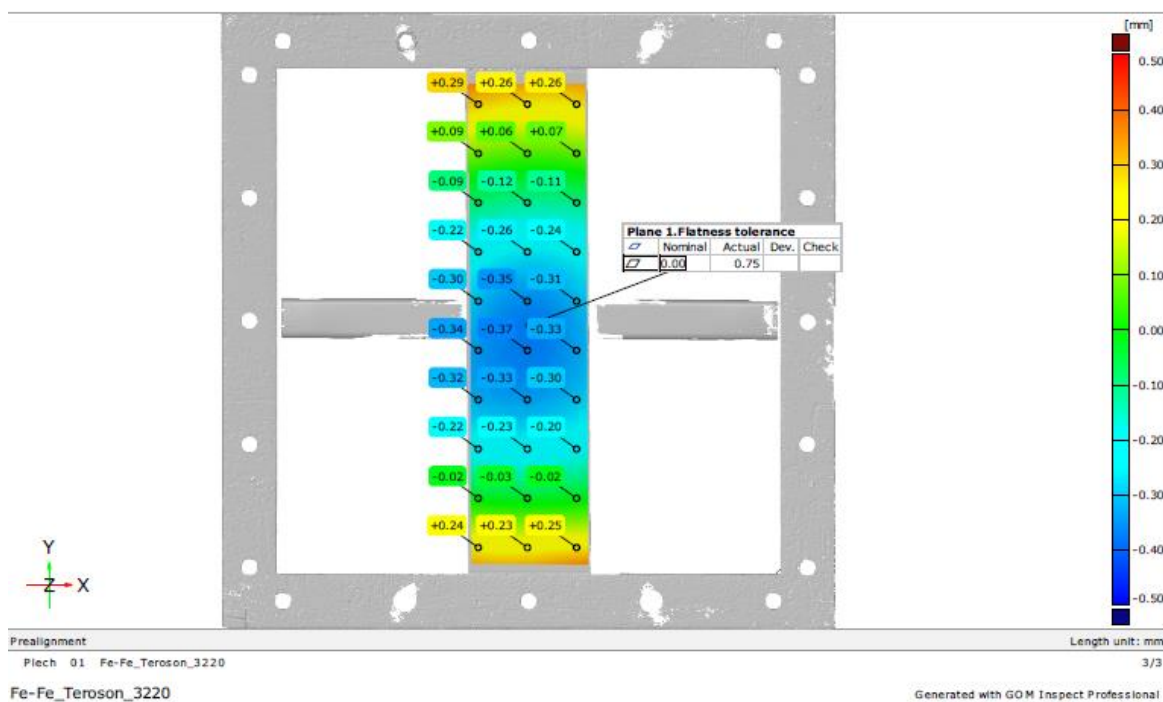 [mm]
0.50
0.40
0.30
0.20
0.10
0.00
-0.10
-0.20
-0.30
-0.40
-0.50
+0.29 +0.26 +0.26
+0.09 +0.06 +0.07
-0.09 -0.12 -0.11
-0.22 -0.26 -0.24
-0.30 -0.35 -0.31
-0.34 -0.37 -0.33
-0.32 -0.33 -0.30
-0.22 -0.23 -0.20
-0.02 -0.03 -0.02
+0.24 +0.23 +0.25
Plane 1.Flatness tolerance
Nominal Actual Dev. Check
0.00 0.75
Y
Z X
Prealignment Length unit: mm
Plech 01 Fe-Fe_Teroson_3220 3/3
Fe-Fe_Teroson_3220 Generated with GOM Inspect Professional